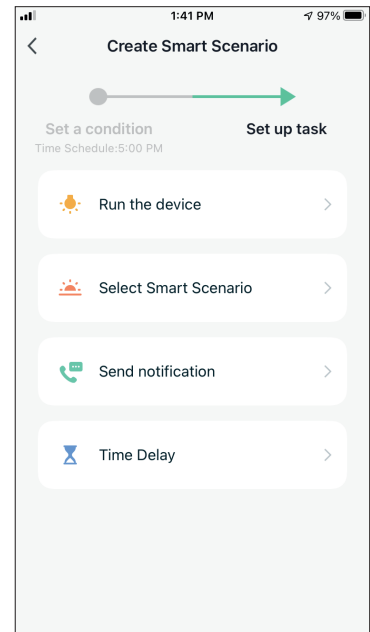 1:41 PM
97%
Create Smart Scenario
Set a condition
Set up task
Time Schedule:5:00 PM
Run the device
Select Smart Scenario
Send notification
Time Delay